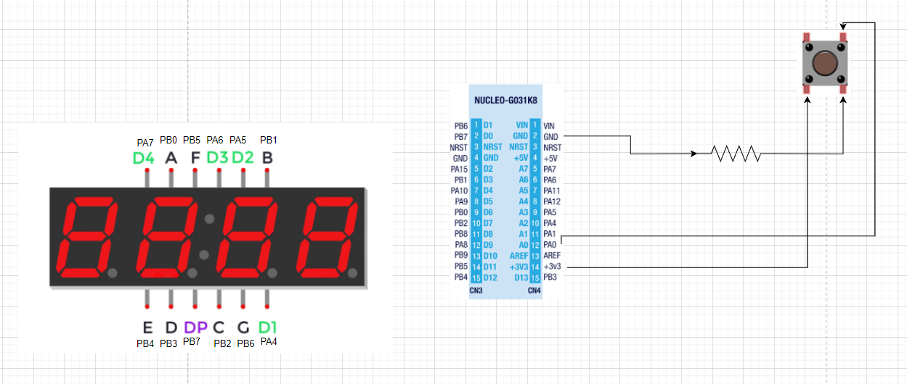 PA7 PB0 PB5 PA6 PA5 PB1
D4 A F D3 D2 B
E D DP C G D1
PB4 PB3 PB7 PB2 PB6 PA4
NUCLEO-G031K8
PB6 1 D1 VIN 1 VIN
PB7 2 D0 GND 2 GND
NRST 3 NRST NRST 3 NRST
GND 4 GND +5V 4 +5V
PA15 5 D2 A7 5 PA7
PB1 6 D3 A6 6 PA6
PA10 7 D4 A5 7 PA11
PA9 8 D5 A4 8 PA12
PB0 9 D6 A3 9 PA5
PB2 10 D7 A2 10 PA4
PB8 11 D8 A1 11 PA1
PA8 12 D9 A0 12 PA0
PB9 13 D10 AREF 13 AREF
PB5 14 D11 +3V3 14 +3v3
PB4 15 D12 D13 15 PB3
CN3 CN4